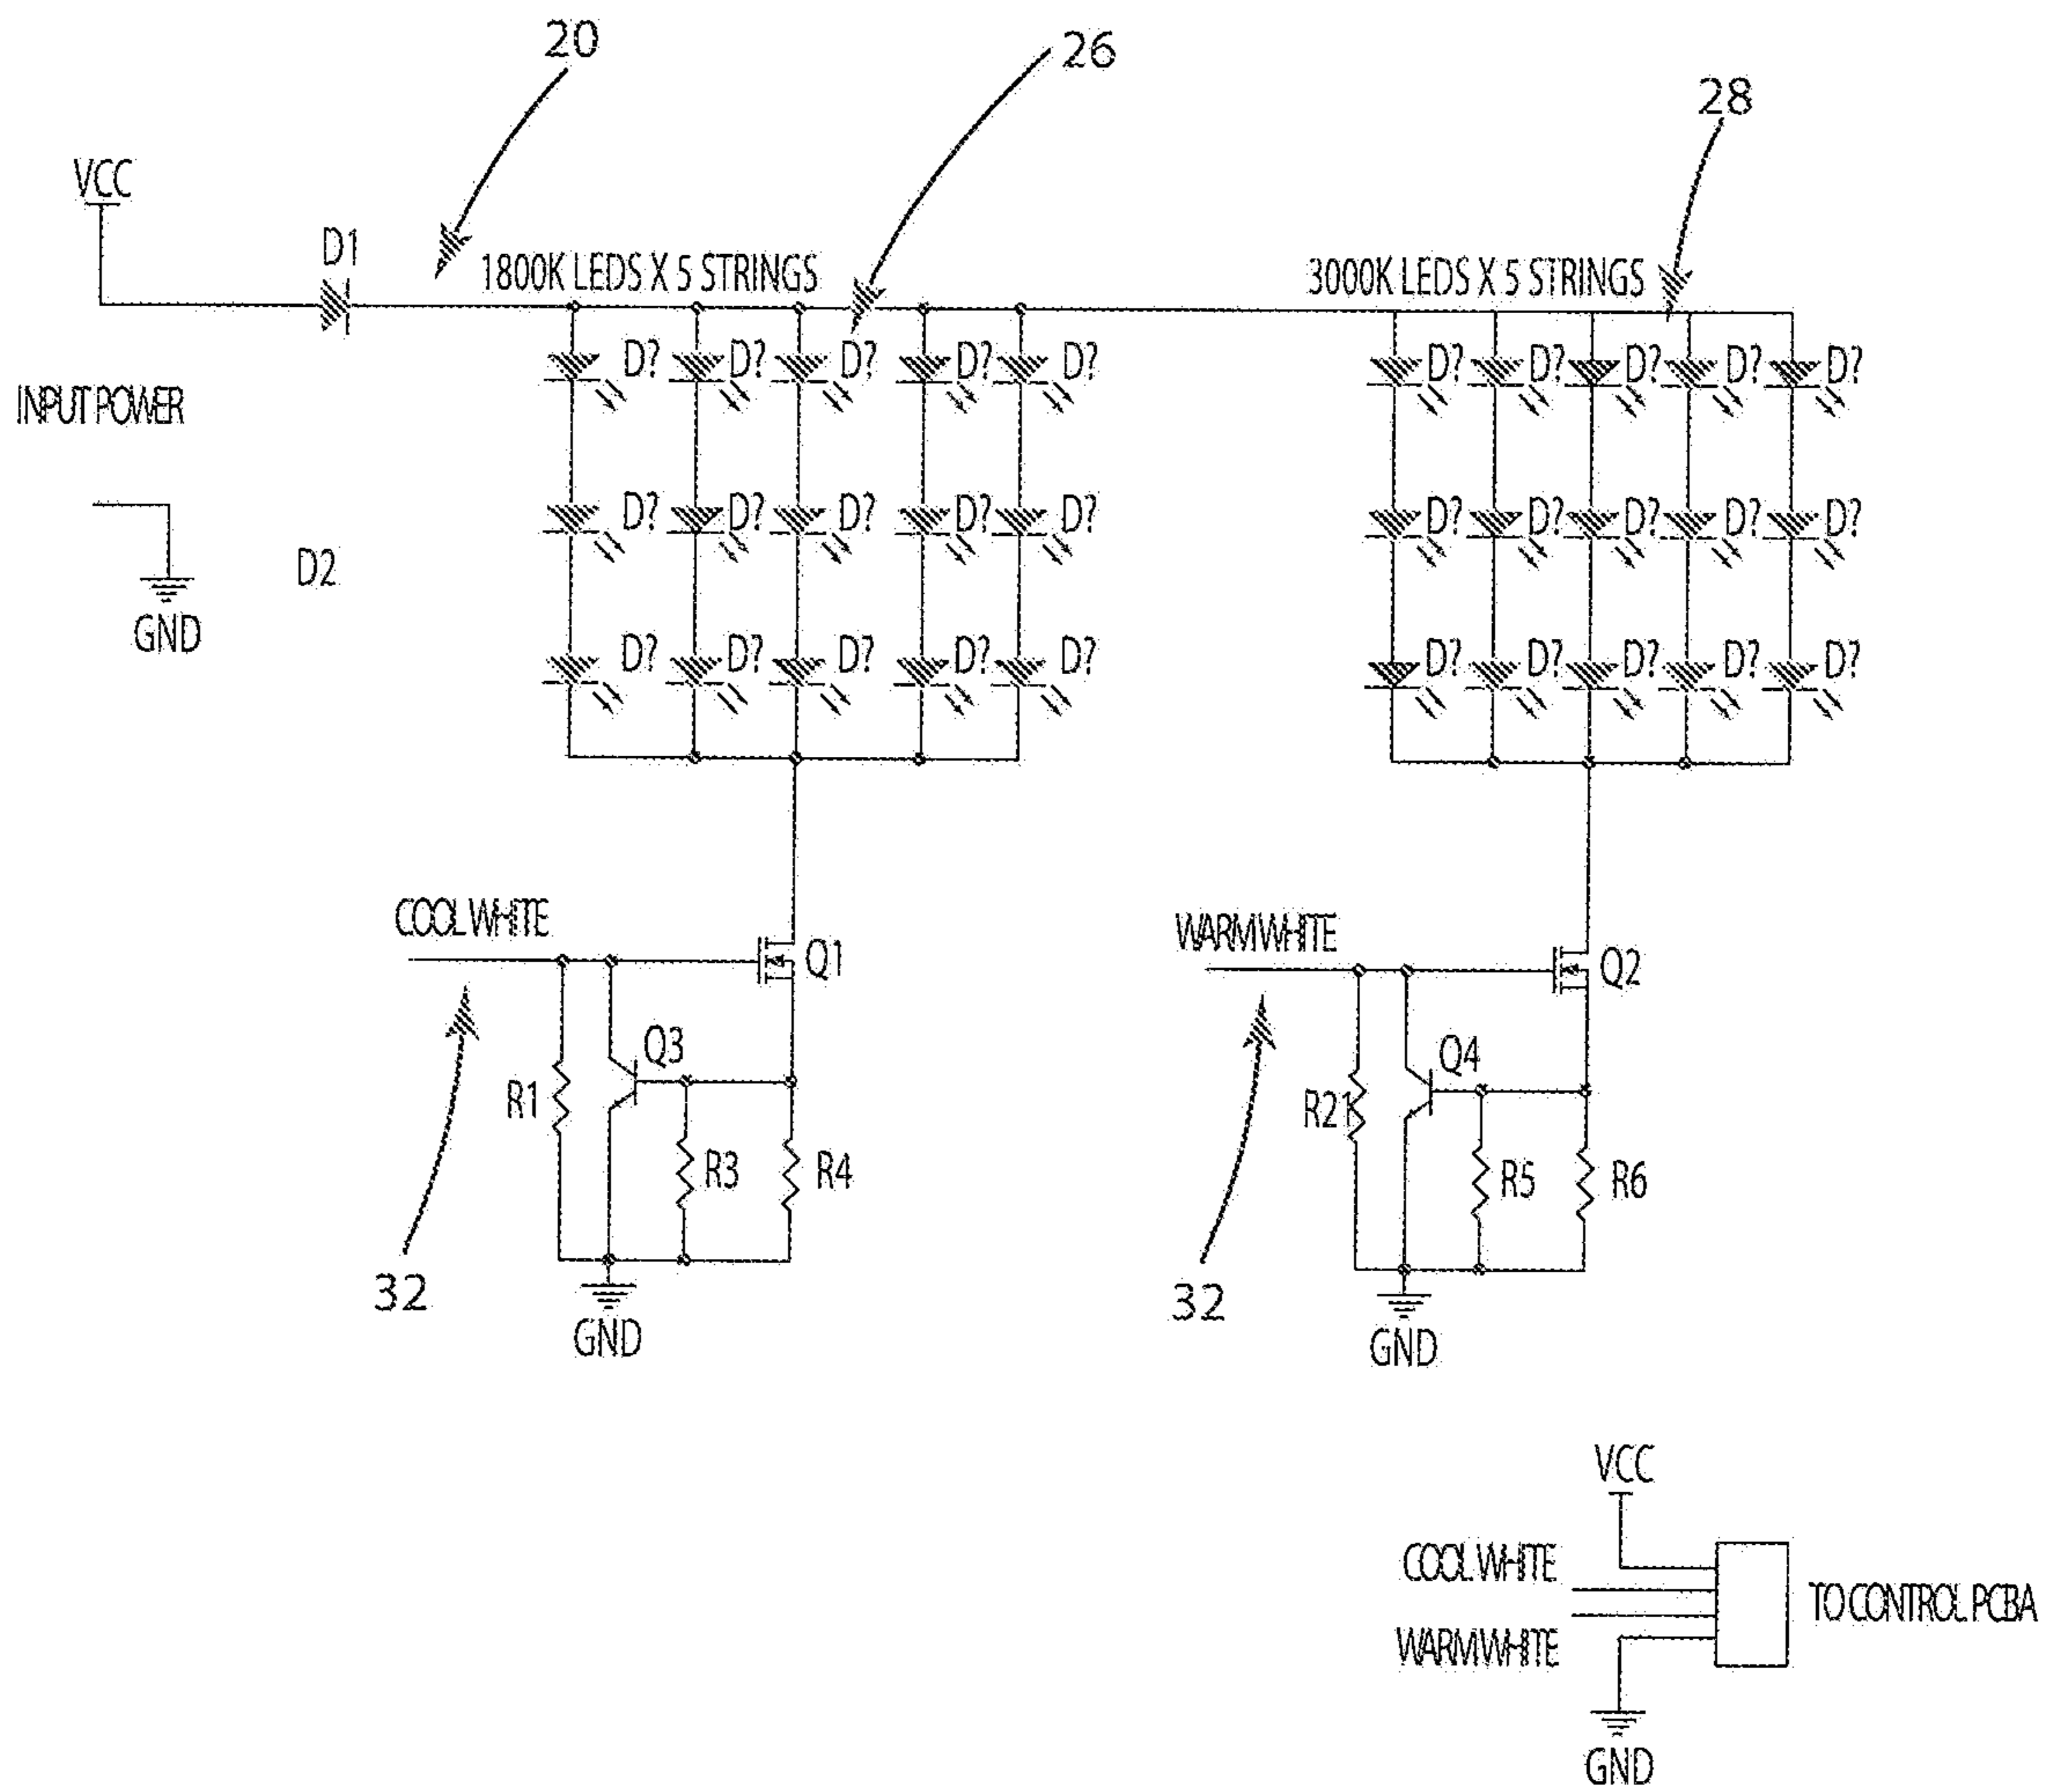 20
26
28
VCC
D1
1800K LEDS X 5 STRINGS
3000K LEDS X 5 STRINGS
D? D? D? D? D? D? D? D? D? D?
INPUT POWER
D? D? D? D? D? D? D? D? D? D?
D2
GND
D? D? D? D? D? D? D? D? D? D?
COOL WHITE
Q1
WARM WHITE
Q2
Q3
R1
R3
R4
Q4
R21
R5
R6
32
GND
32
GND
VCC
COOL WHITE
TO CONTROL PCBA
WARM WHITE
GND